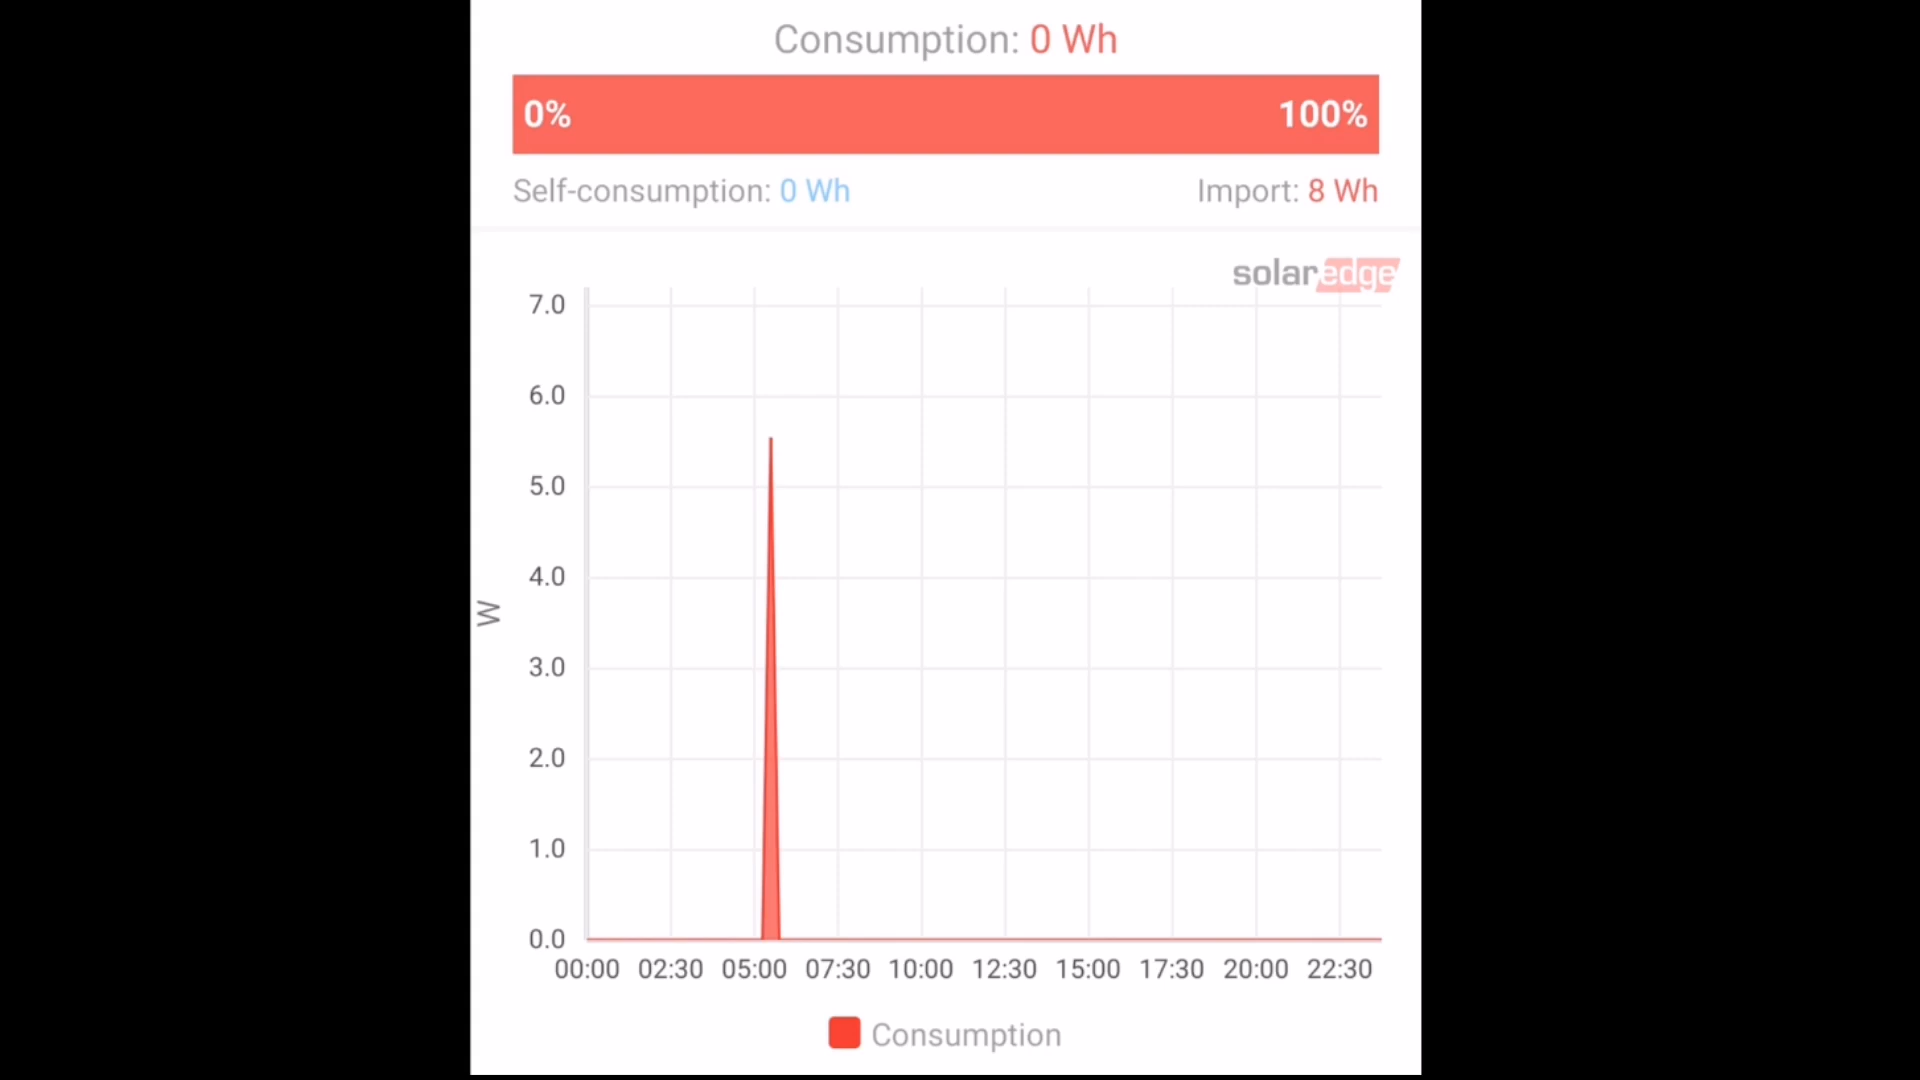 Consumption: 0 Wh
0% 100%
Self-consumption: 0 Wh Import: 8 Wh
solaredge
7.0
6.0
5.0
4.0
W
3.0
2.0
1.0
0.0
00:00 02:30 05:00 07:30 10:00 12:30 15:00 17:30 20:00 22:30
Consumption